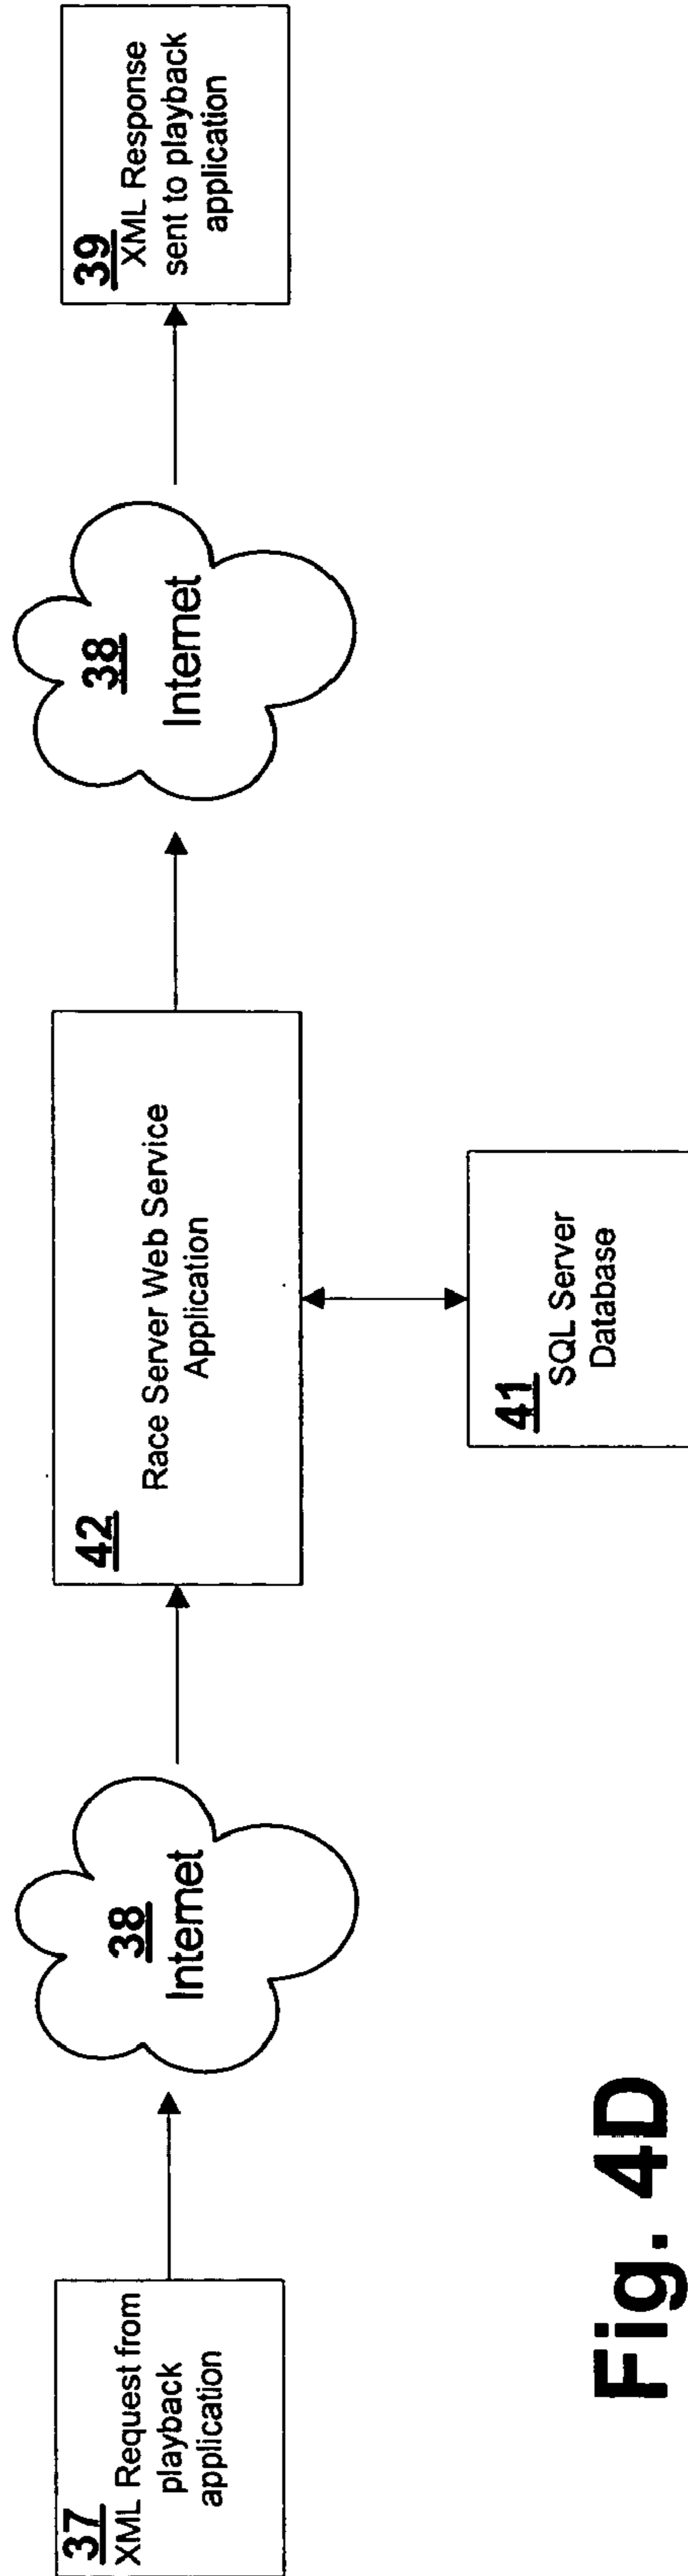 37
XML Request from
playback
application
38
Internet
42
Race Server Web Service
Application
41
SQL Server
Database
38
Internet
39
XML Response
sent to playback
application
Fig. 4D